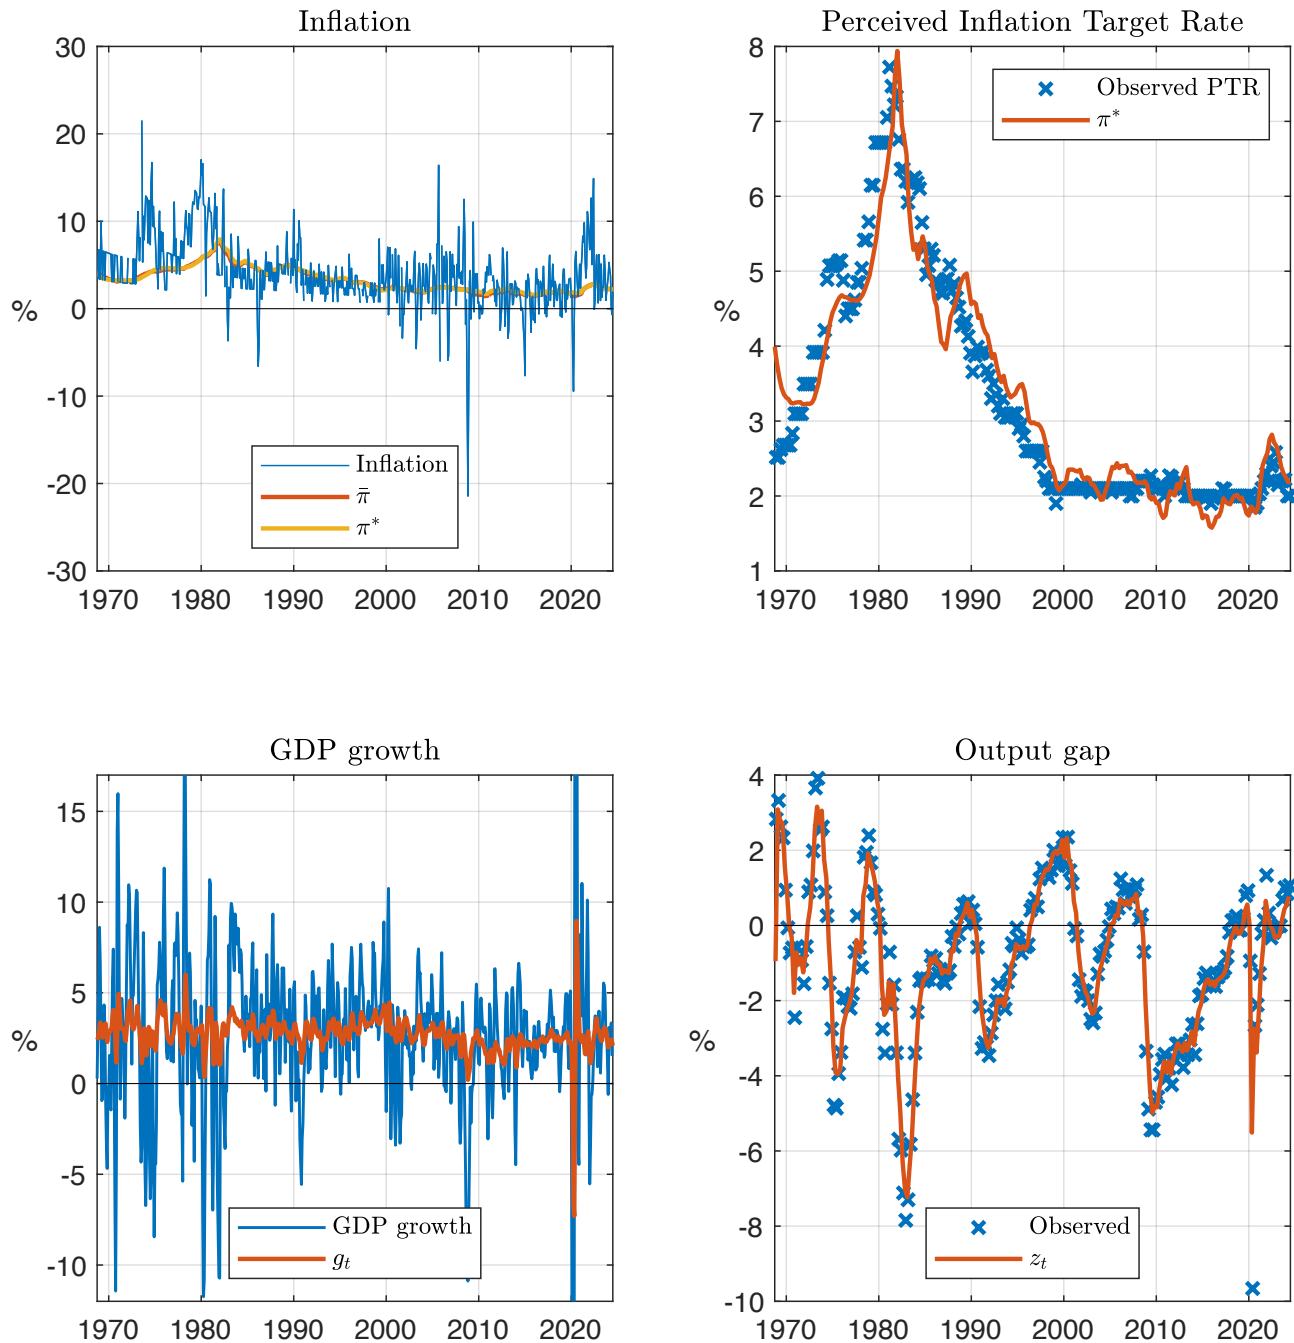 Inflation
30
20
10
0
-10
-20
-30
%
Inflation
π̄
π*
1970 1980 1990 2000 2010 2020
Perceived Inflation Target Rate
8
7
6
5
4
3
2
1
%
Observed PTR
π*
1970 1980 1990 2000 2010 2020
GDP growth
15
10
5
0
-5
-10
%
GDP growth
gₜ
1970 1980 1990 2000 2010 2020
Output gap
4
2
0
-2
-4
-6
-8
-10
%
Observed
zₜ
1970 1980 1990 2000 2010 2020